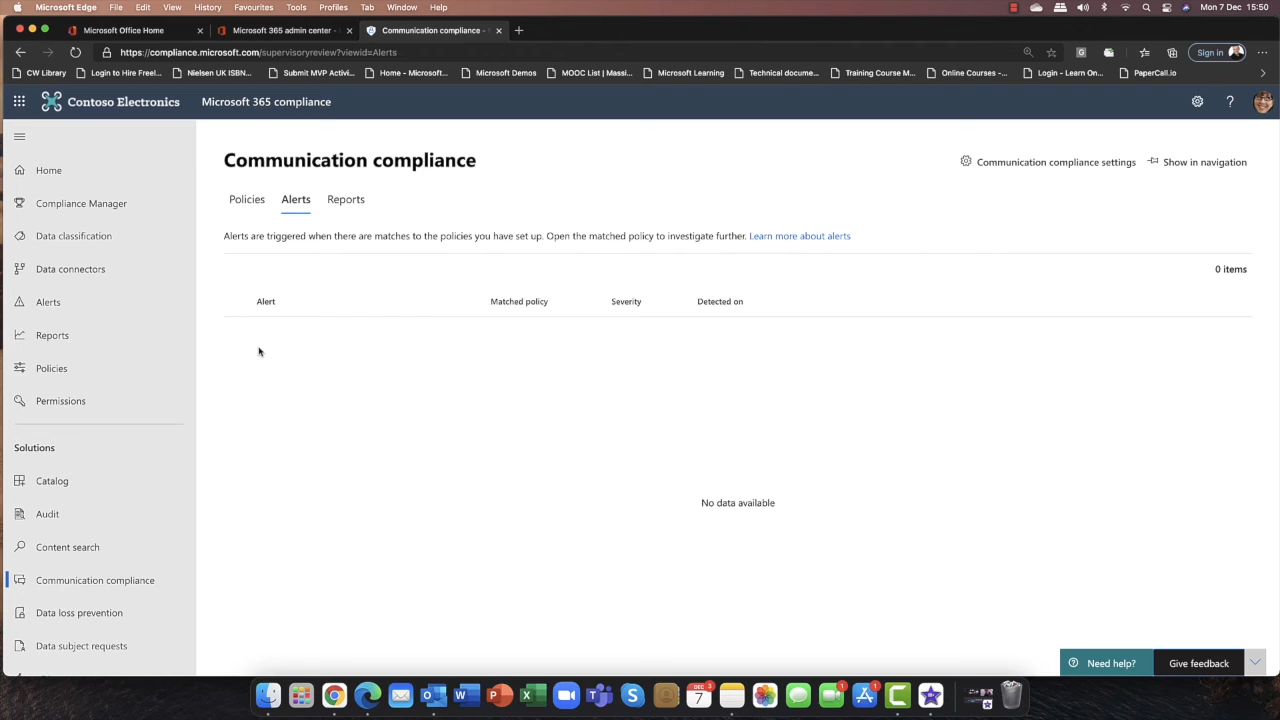 Microsoft Edge File Edit View History Favourites Tools Profiles Tab Window Help Mon 7 Dec 15:50
Microsoft Office Home Microsoft 365 admin center - Communication compliance -
https://compliance.microsoft.com/supervisoryreview?viewid=Alerts Sign in
CW Library Login to Hire Freel... Nielsen UK ISBN... Submit MVP Activi... Home - Microsoft... Microsoft Demos MOOC List | Massi... Microsoft Learning Technical docume... Training Course M... Online Courses -... Login - Learn On... PaperCall.io
Contoso Electronics Microsoft 365 compliance
Home
Compliance Manager
Data classification
Data connectors
Alerts
Reports
Policies
Permissions
Solutions
Catalog
Audit
Content search
Communication compliance
Data loss prevention
Data subject requests
Communication compliance
Communication compliance settings Show in navigation
Policies Alerts Reports
Alerts are triggered when there are matches to the policies you have set up. Open the matched policy to investigate further. Learn more about alerts
0 items
Alert Matched policy Severity Detected on
No data available
Need help? Give feedback
DEC 3
7
1
1